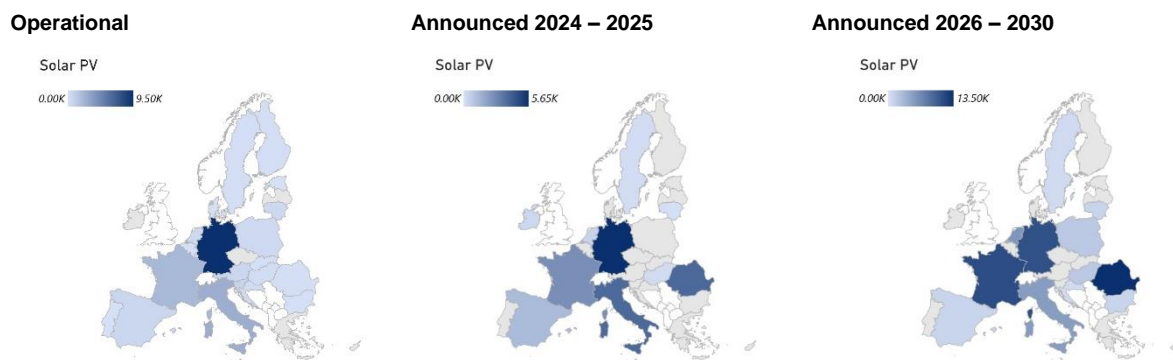 Operational
Announced 2024 – 2025
Announced 2026 – 2030
Solar PV
0.00K 9.50K
Solar PV
0.00K 5.65K
Solar PV
0.00K 13.50K